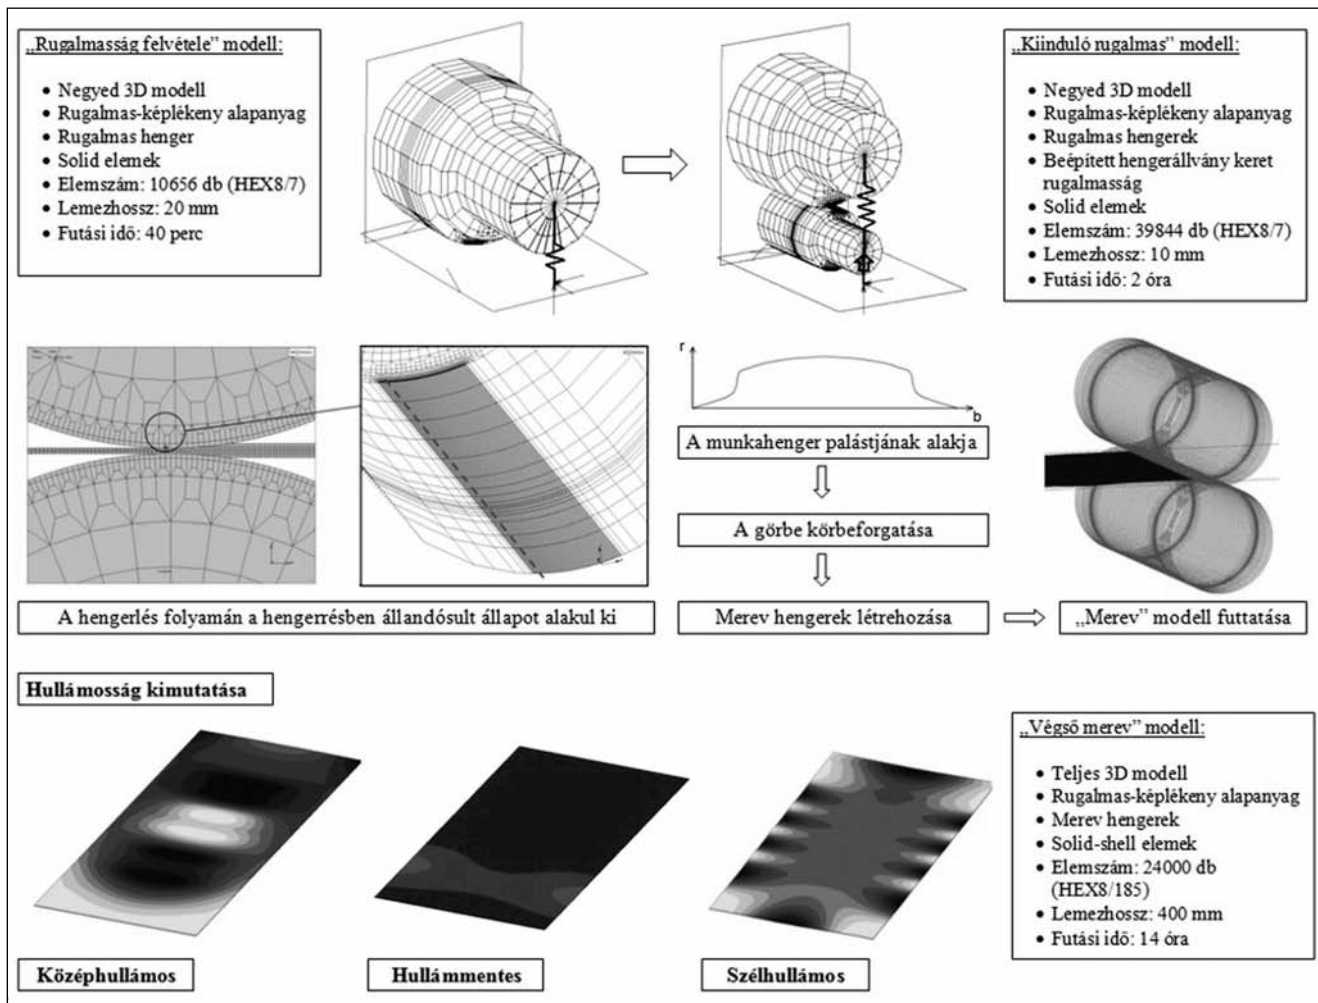 „Rugalmasság felvétele” modell:
• Negyed 3D modell
• Rugalmas-képlékeny alapanyag
• Rugalmas henger
• Solid elemek
• Elemszám: 10656 db (HEX8/7)
• Lemezhossz: 20 mm
• Futási idő: 40 perc
„Kiinduló rugalmas” modell:
• Negyed 3D modell
• Rugalmas-képlékeny alapanyag
• Rugalmas hengerek
• Beépített hengerállvány keret
rugalmasság
• Solid elemek
• Elemszám: 39844 db (HEX8/7)
• Lemezhossz: 10 mm
• Futási idő: 2 óra
r
b
A munkahenger palástjának alakja
A görbe körbeforgatása
A hengerlés folyamán a hengerrésben állandósult állapot alakul ki
Merev hengerek létrehozása
„Merev” modell futtatása
Hullámosság kimutatása
„Végső merev” modell:
• Teljes 3D modell
• Rugalmas-képlékeny alapanyag
• Merev hengerek
• Solid-shell elemek
• Elemszám: 24000 db
(HEX8/185)
• Lemezhossz: 400 mm
• Futási idő: 14 óra
Középhullámos
Hullámmentes
Szélhullámos